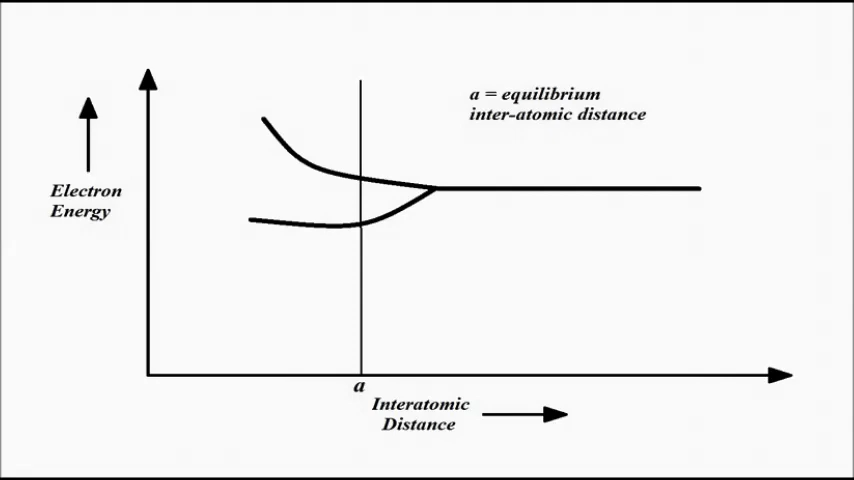 a = equilibrium
inter-atomic distance
Electron
Energy
a
Interatomic
Distance